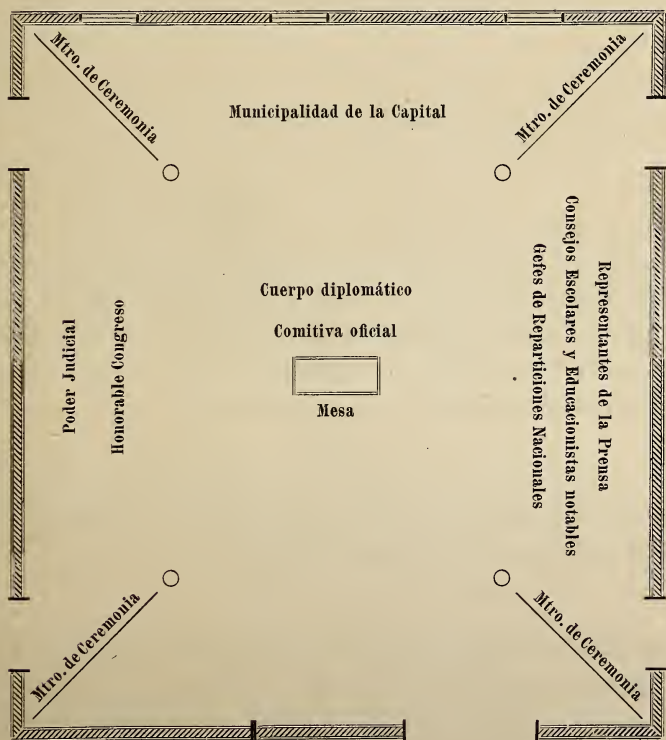 Mtro. de Ceremonia
Mtro. de Ceremonia
Municipalidad de la Capital
Cuerpo diplomático
Comitiva oficial
Mesa
Poder Judicial
Honorable Congreso
Representantes de la Prensa
Consejos Escolares y Educacionistas notables
Gefes de Reparticiones Nacionales
Mtro. de Ceremonia
Mtro. de Ceremonia